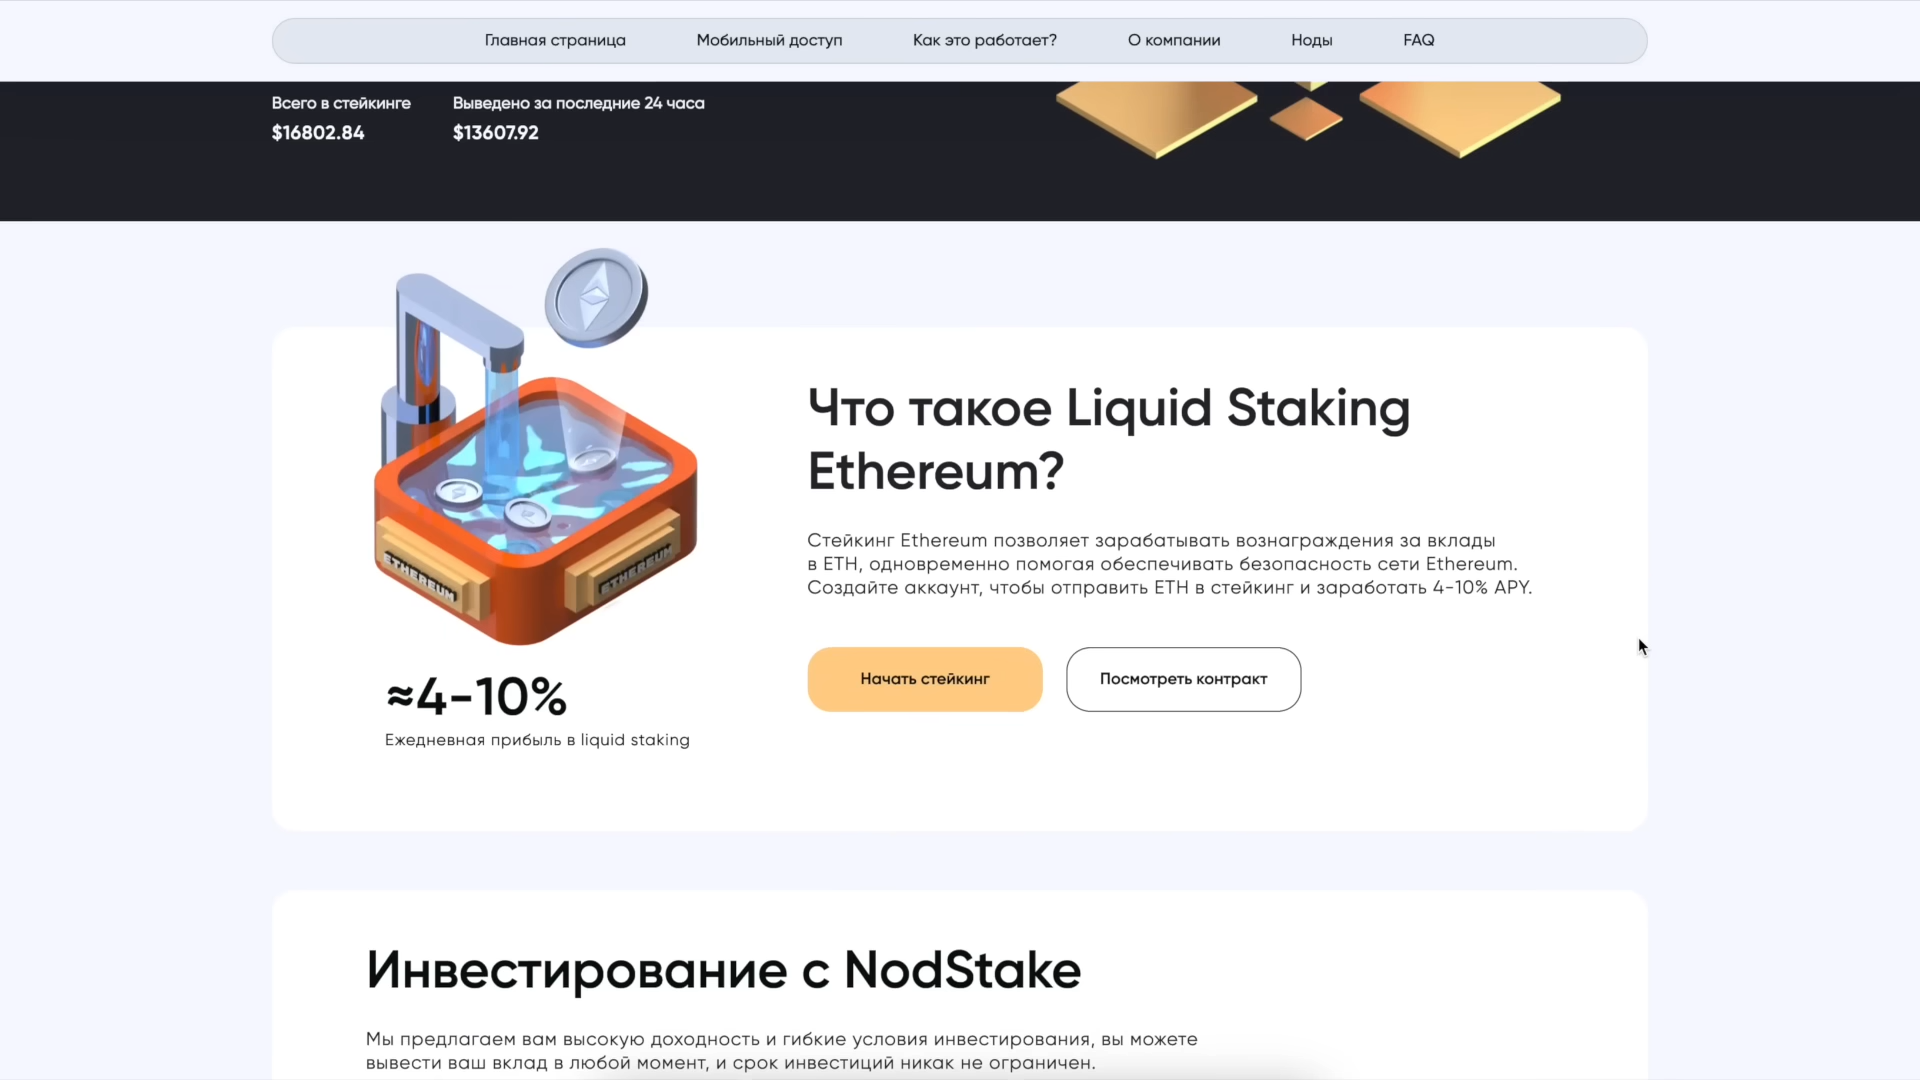 Главная страница
Мобильный доступ
Как это работает?
О компании
Ноды
FAQ
Всего в стейкинге
$16802.84
Выведено за последние 24 часа
$13607.92
ETHEREUM
ETHEREUM
≈4-10%
Ежедневная прибыль в liquid staking
Что такое Liquid Staking
Ethereum?
Стейкинг Ethereum позволяет зарабатывать вознаграждения за вклады
в ETH, одновременно помогая обеспечивать безопасность сети Ethereum.
Создайте аккаунт, чтобы отправить ETH в стейкинг и заработать 4-10% APY.
Начать стейкинг
Посмотреть контракт
Инвестирование с NodStake
Мы предлагаем вам высокую доходность и гибкие условия инвестирования, вы можете
вывести ваш вклад в любой момент, и срок инвестиций никак не ограничен.